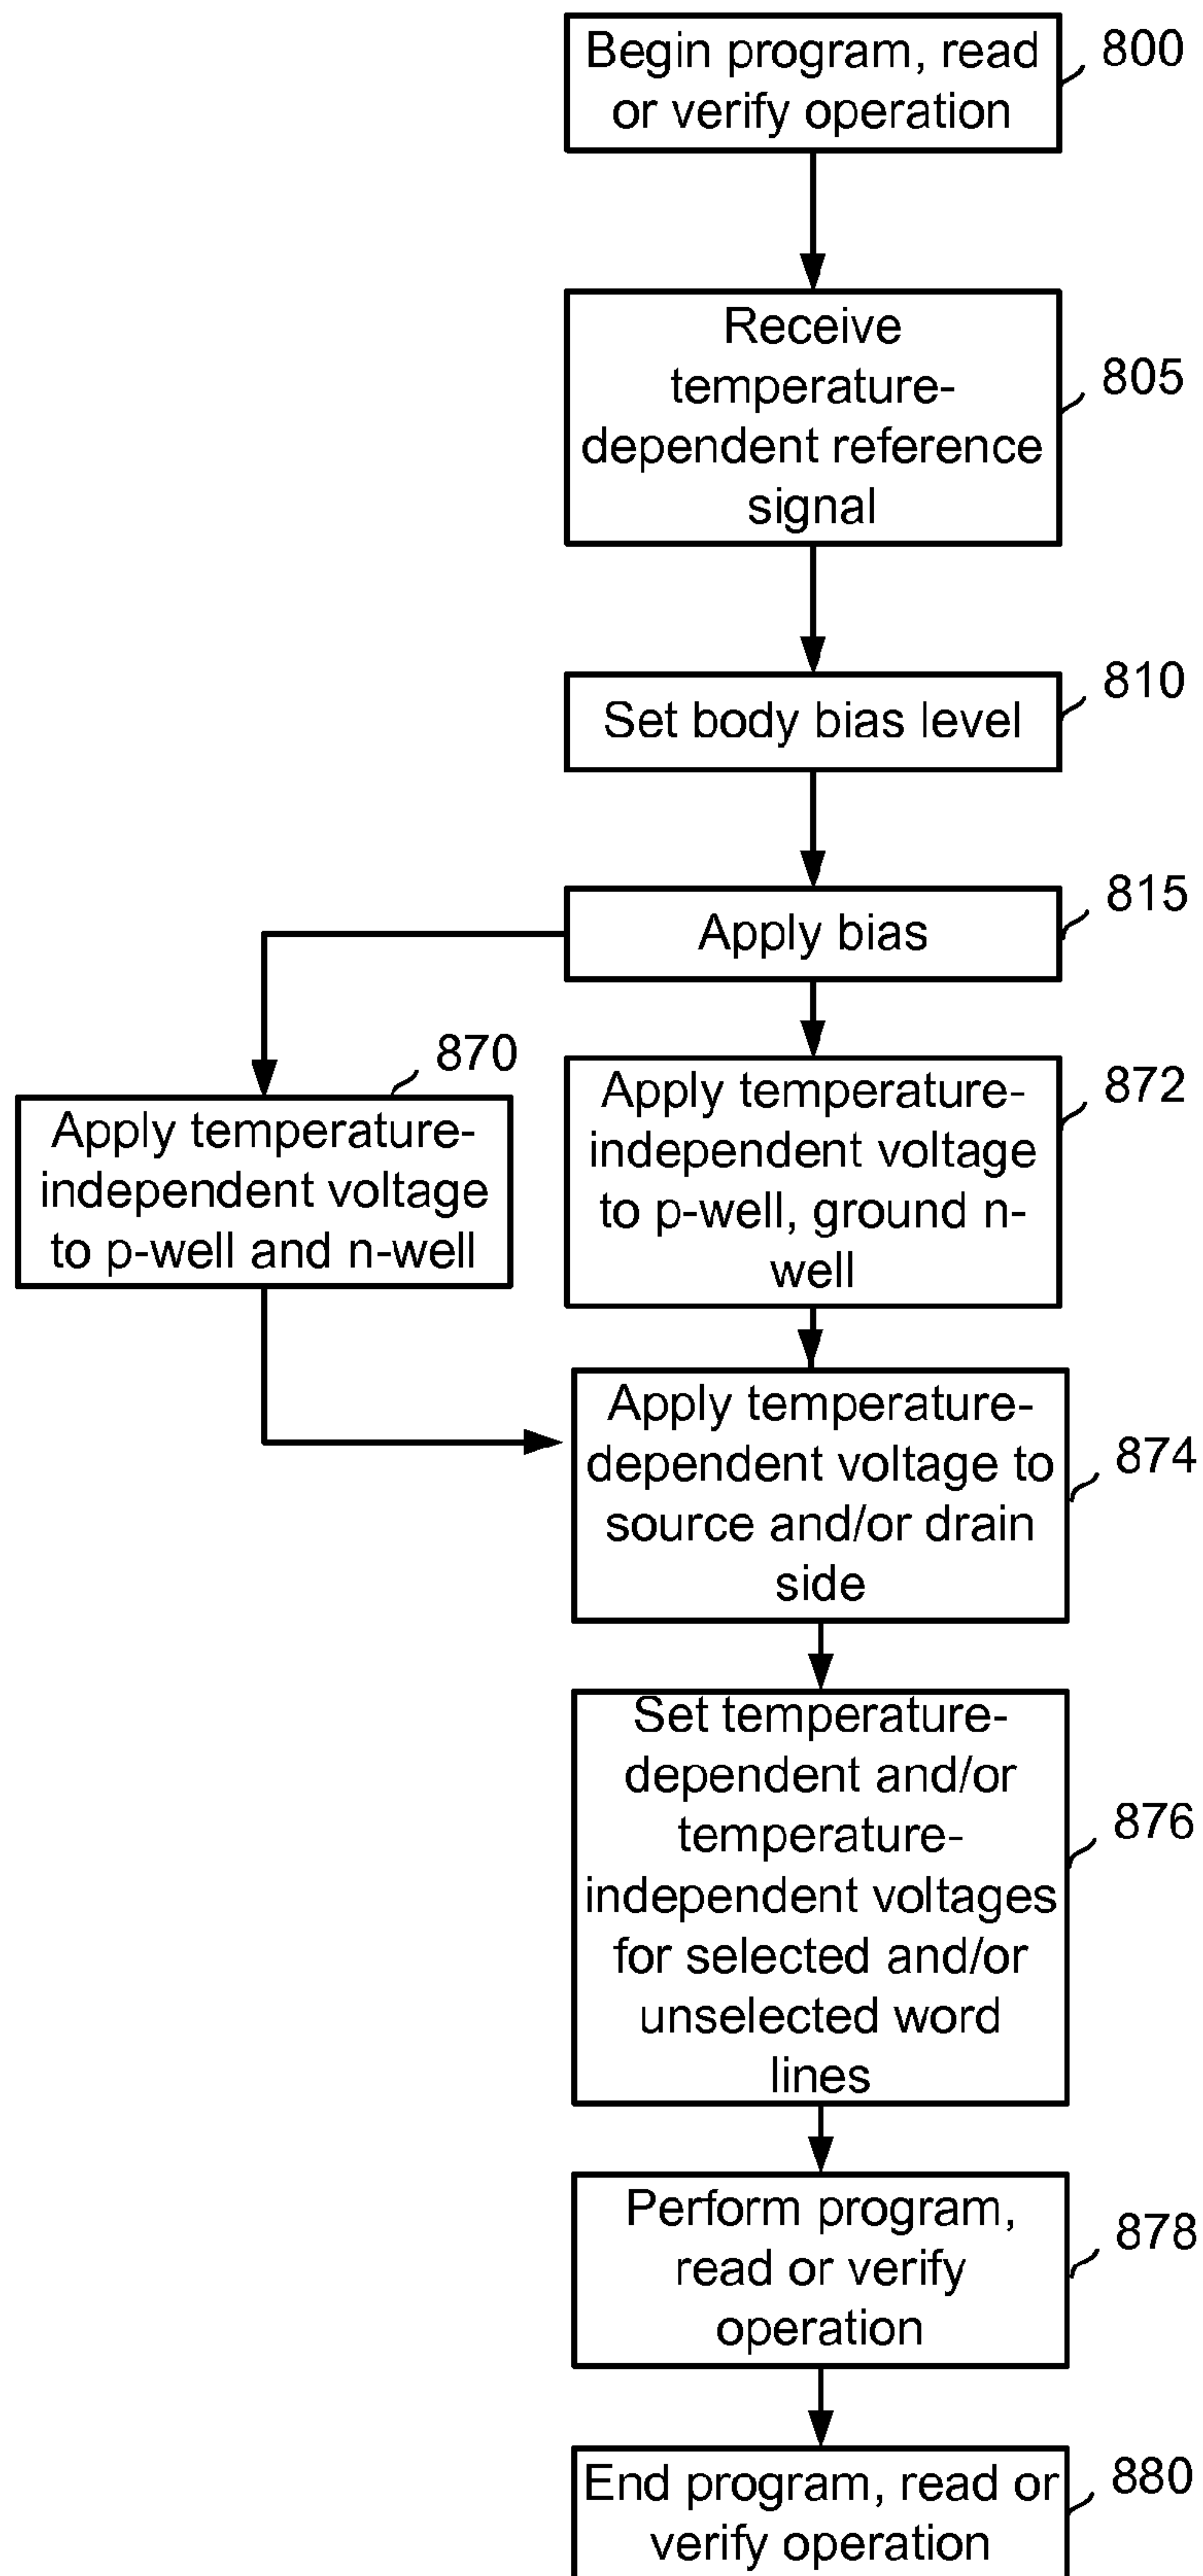 Begin program, read
or verify operation
800
Receive
temperature-
dependent reference
signal
805
Set body bias level
810
Apply bias
815
870
Apply temperature-
independent voltage
to p-well and n-well
Apply temperature-
independent voltage
to p-well, ground n-
well
872
Apply temperature-
dependent voltage to
source and/or drain
side
874
Set temperature-
dependent and/or
temperature-
independent voltages
for selected and/or
unselected word
lines
876
Perform program,
read or verify
operation
878
End program, read or
verify operation
880